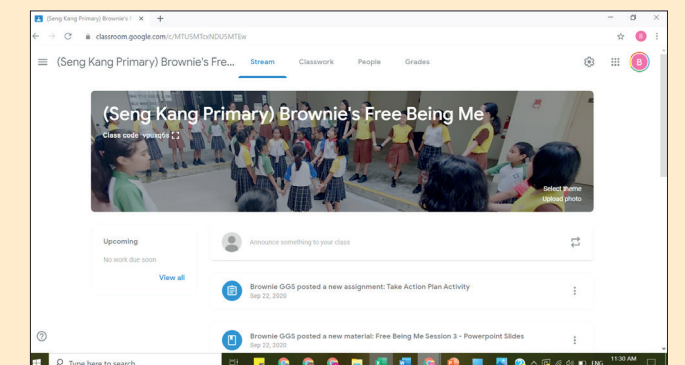 (Seng Kang Primary) Brownie's F
classroom.google.com/c/
(Seng Kang Primary) Brownie's Fre...
Stream
Classwork
People
Grades
B
(Seng Kang Primary) Brownie's Free Being Me
Class code
Select theme
Upload photo
Upcoming
No work due soon
View all
Announce something to your class
Brownie GGS posted a new assignment: Take Action Plan Activity
Sep 22, 2020
Brownie GGS posted a new material: Free Being Me Session 3 - Powerpoint Slides
Sep 22, 2020
Type here to search
ENG
11:30 AM